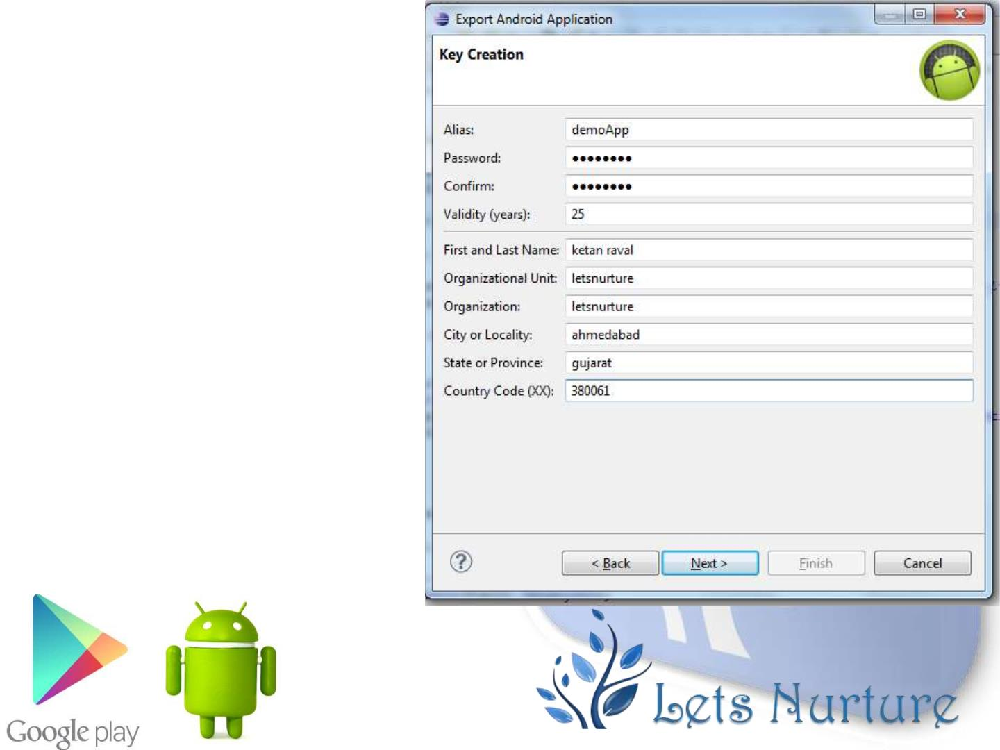 Export Android Application
Key Creation
Alias: demoApp
Password: ●●●●●●●●
Confirm: ●●●●●●●●
Validity (years): 25
First and Last Name: ketan raval
Organizational Unit: letsnurture
Organization: letsnurture
City or Locality: ahmedabad
State or Province: gujarat
Country Code (XX): 380061
?
< Back Next > Finish Cancel
Google play
Lets Nurture